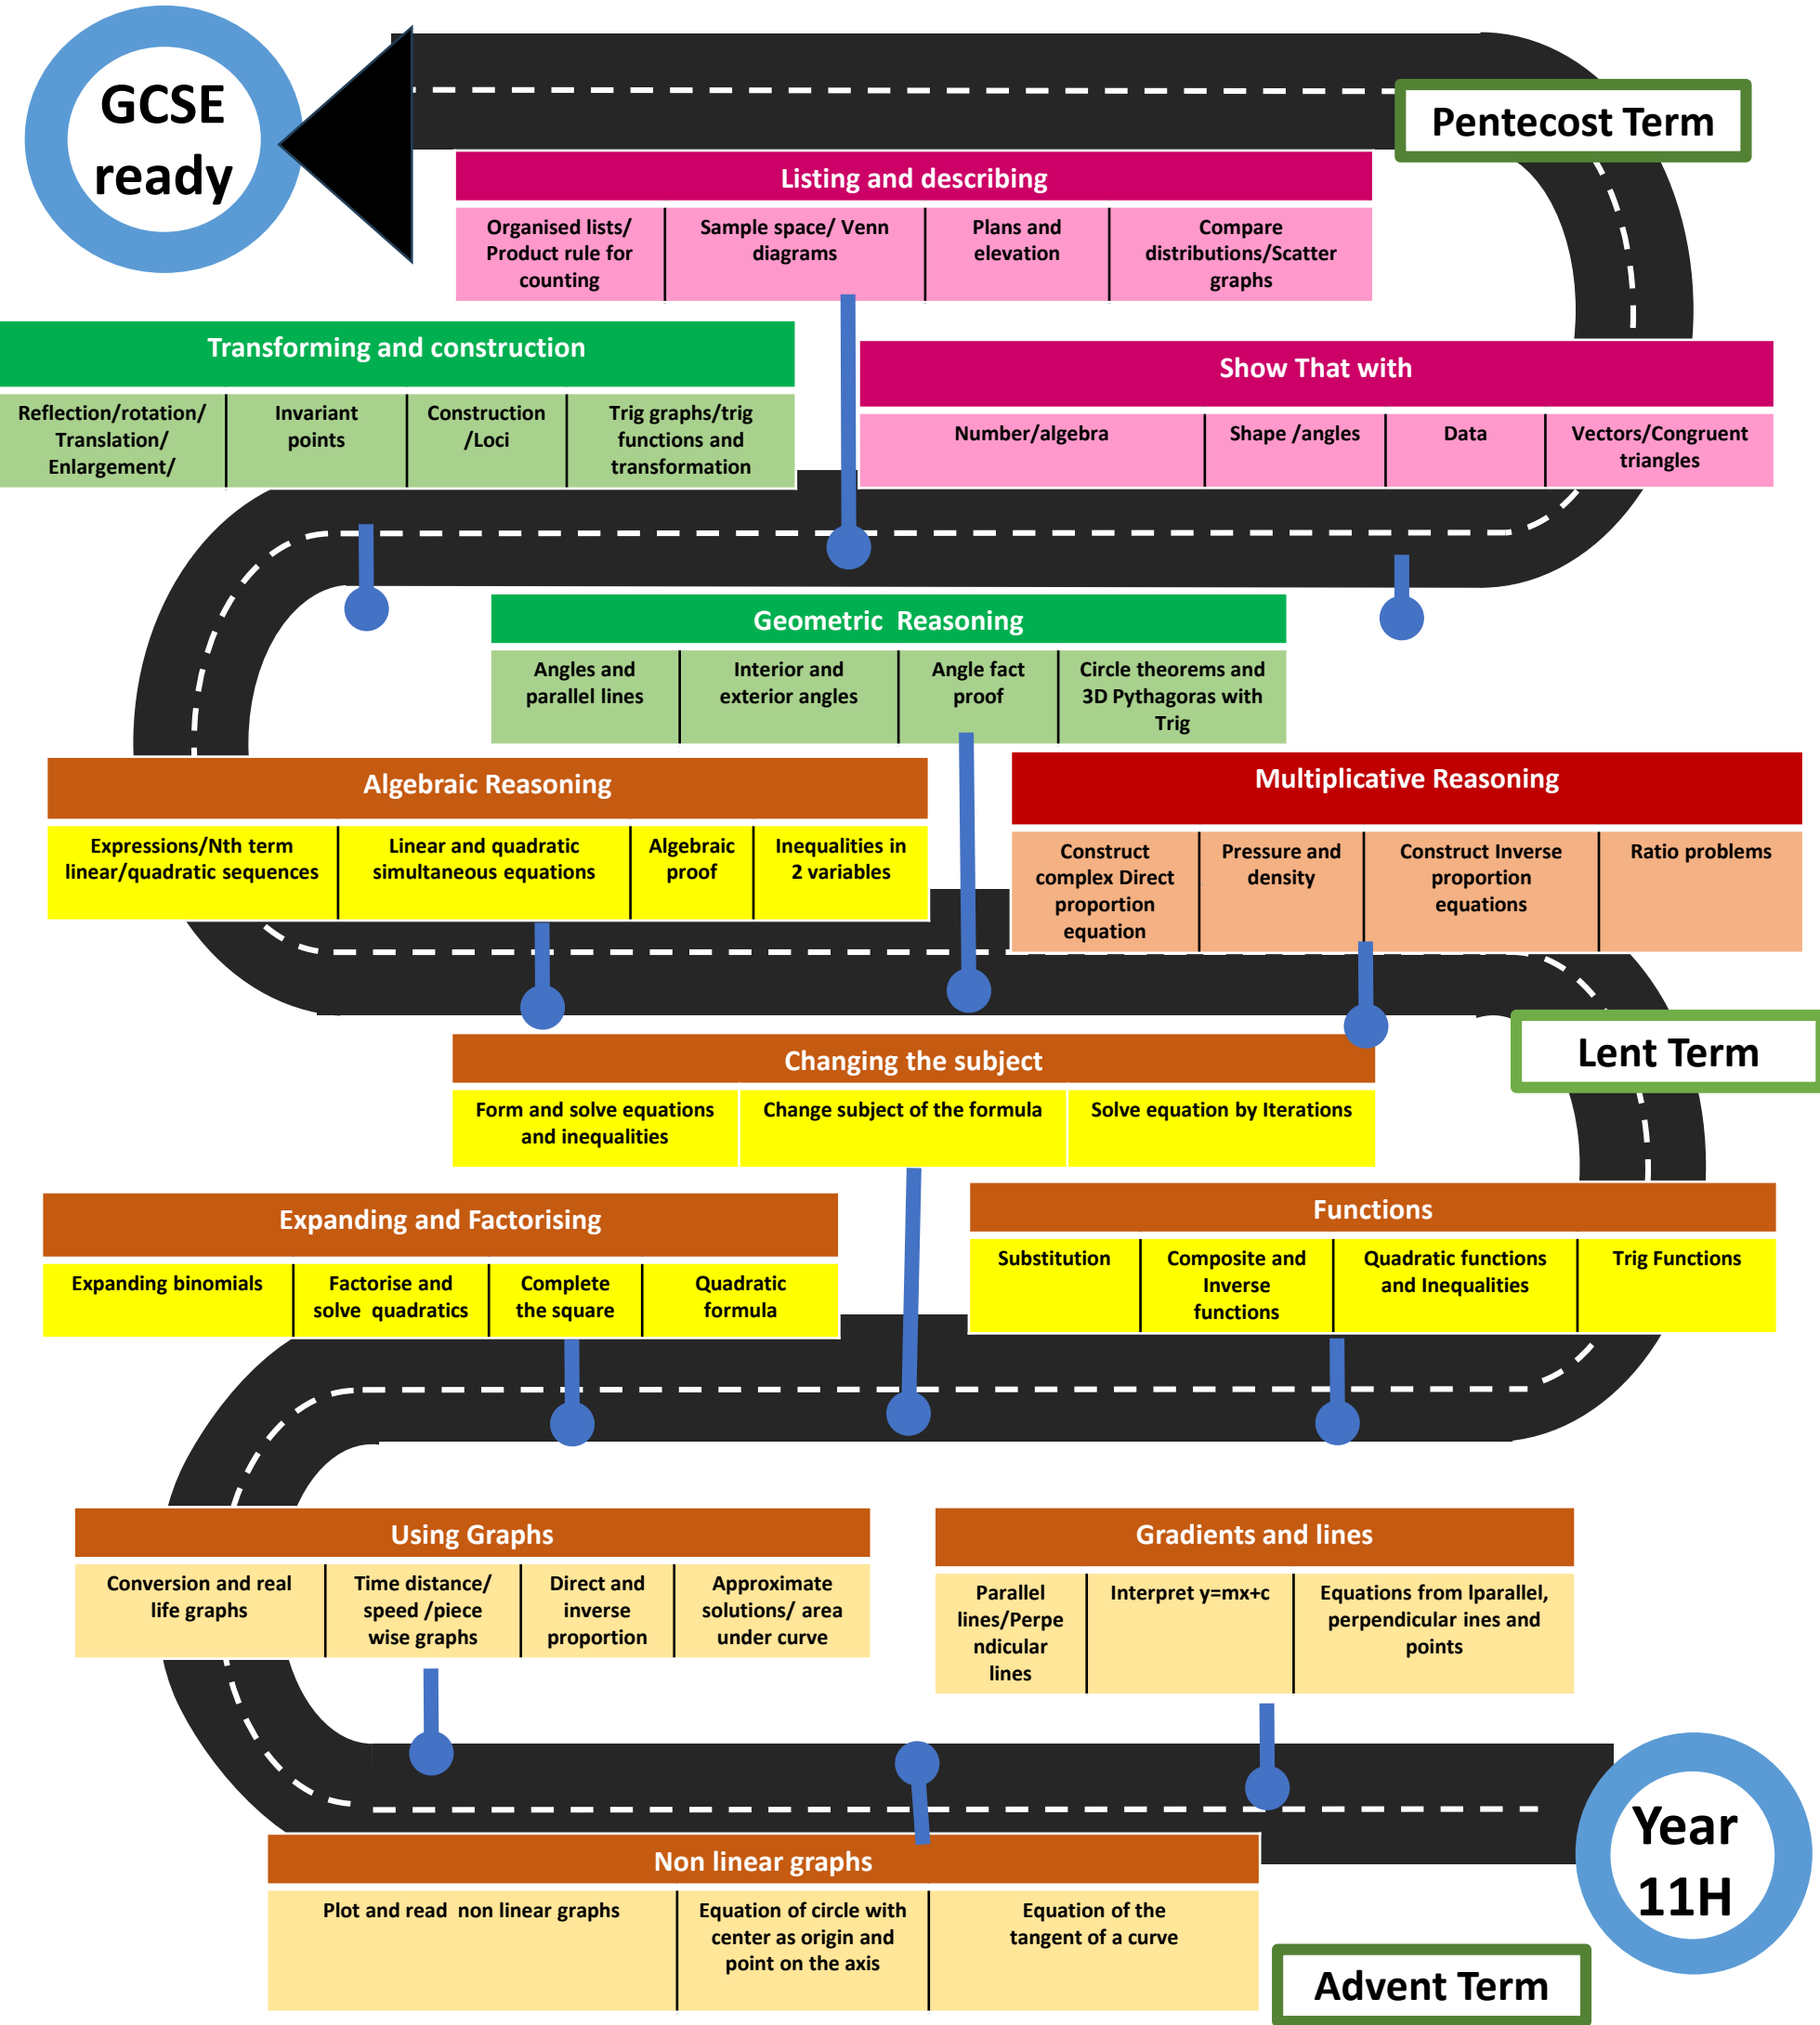 GCSE
ready
Pentecost Term
Listing and describing
Organised lists/
Product rule for
counting
Sample space/ Venn
diagrams
Plans and
elevation
Compare
distributions/Scatter
graphs
Transforming and construction
Reflection/rotation/
Translation/
Enlargement/
Invariant
points
Construction
/Loci
Trig graphs/trig
functions and
transformation
Show That with
Number/algebra
Shape /angles
Data
Vectors/Congruent
triangles
Geometric  Reasoning
Angles and
parallel lines
Interior and
exterior angles
Angle fact
proof
Circle theorems and
3D Pythagoras with
Trig
Algebraic Reasoning
Expressions/Nth term
linear/quadratic sequences
Linear and quadratic
simultaneous equations
Algebraic
proof
Inequalities in
2 variables
Multiplicative Reasoning
Construct
complex Direct
proportion
equation
Pressure and
density
Construct Inverse
proportion
equations
Ratio problems
Lent Term
Changing the subject
Form and solve equations
and inequalities
Change subject of the formula
Solve equation by Iterations
Expanding and Factorising
Expanding binomials
Factorise and
solve  quadratics
Complete
the square
Quadratic
formula
Functions
Substitution
Composite and
Inverse
functions
Quadratic functions
and Inequalities
Trig Functions
Using Graphs
Conversion and real
life graphs
Time distance/
speed /piece
wise graphs
Direct and
inverse
proportion
Approximate
solutions/ area
under curve
Gradients and lines
Parallel
lines/Perpe
ndicular
lines
Interpret y=mx+c
Equations from lparallel,
perpendicular ines and
points
Year
11H
Non linear graphs
Plot and read  non linear graphs
Equation of circle with
center as origin and
point on the axis
Equation of the
tangent of a curve
Advent Term